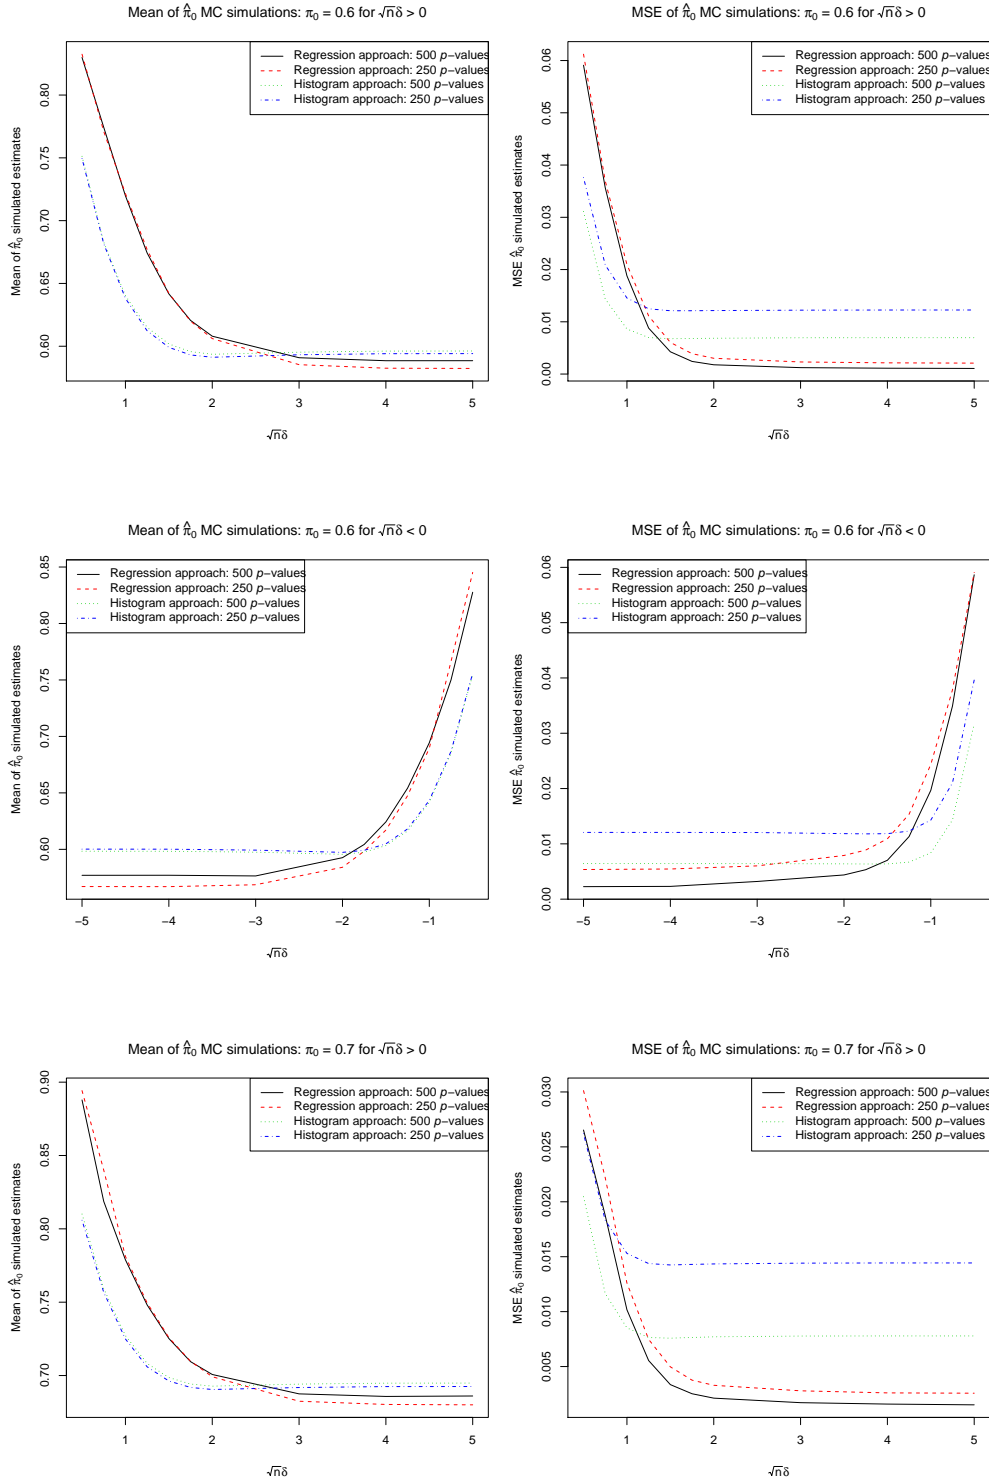 Mean of π̂₀ MC simulations: π₀ = 0.6 for √nδ > 0
Regression approach: 500 p−values
Regression approach: 250 p−values
Histogram approach: 500 p−values
Histogram approach: 250 p−values
Mean of π̂₀ simulated estimates
0.80
0.75
0.70
0.65
0.60
1 2 3 4 5
√nδ
MSE of π̂₀ MC simulations: π₀ = 0.6 for √nδ > 0
Regression approach: 500 p−values
Regression approach: 250 p−values
Histogram approach: 500 p−values
Histogram approach: 250 p−values
MSE π̂₀ simulated estimates
0.06
0.05
0.04
0.03
0.02
0.01
0.00
1 2 3 4 5
√nδ
Mean of π̂₀ MC simulations: π₀ = 0.6 for √nδ < 0
Regression approach: 500 p−values
Regression approach: 250 p−values
Histogram approach: 500 p−values
Histogram approach: 250 p−values
Mean of π̂₀ simulated estimates
0.85
0.80
0.75
0.70
0.65
0.60
−5 −4 −3 −2 −1
√nδ
MSE of π̂₀ MC simulations: π₀ = 0.6 for √nδ < 0
Regression approach: 500 p−values
Regression approach: 250 p−values
Histogram approach: 500 p−values
Histogram approach: 250 p−values
MSE π̂₀ simulated estimates
0.06
0.05
0.04
0.03
0.02
0.01
0.00
−5 −4 −3 −2 −1
√nδ
Mean of π̂₀ MC simulations: π₀ = 0.7 for √nδ > 0
Regression approach: 500 p−values
Regression approach: 250 p−values
Histogram approach: 500 p−values
Histogram approach: 250 p−values
Mean of π̂₀ simulated estimates
0.90
0.85
0.80
0.75
0.70
1 2 3 4 5
√nδ
MSE of π̂₀ MC simulations: π₀ = 0.7 for √nδ > 0
Regression approach: 500 p−values
Regression approach: 250 p−values
Histogram approach: 500 p−values
Histogram approach: 250 p−values
MSE π̂₀ simulated estimates
0.030
0.025
0.020
0.015
0.010
0.005
1 2 3 4 5
√nδ